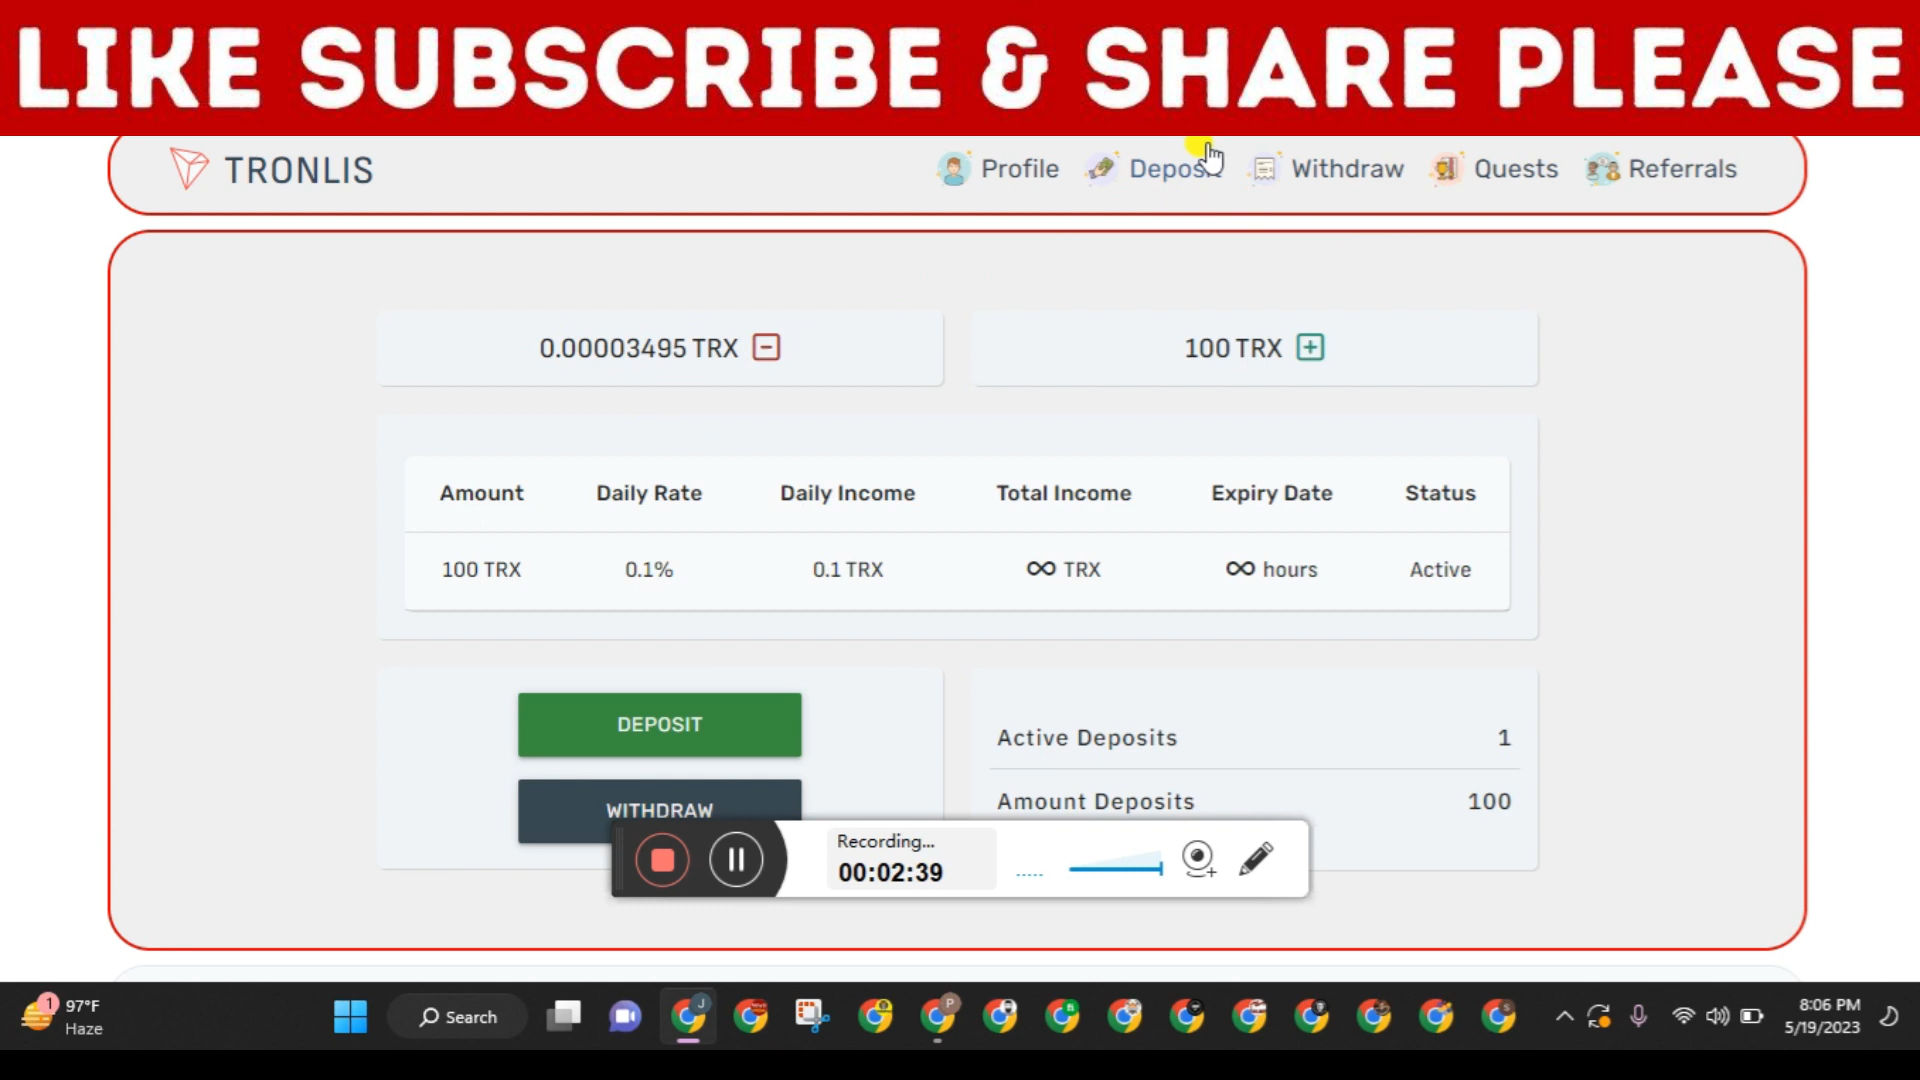 LIKE SUBSCRIBE & SHARE PLEASE
TRONLIS
Profile
Deposit
Withdraw
Quests
Referrals
0.00003495 TRX
100 TRX
Amount Daily Rate Daily Income Total Income Expiry Date Status
100 TRX 0.1% 0.1 TRX ∞ TRX ∞ hours Active
DEPOSIT
WITHDRAW
Active Deposits 1
Amount Deposits 100
Recording...
00:02:39
1
97°F
Haze
Search
J
P
S
8:06 PM
5/19/2023